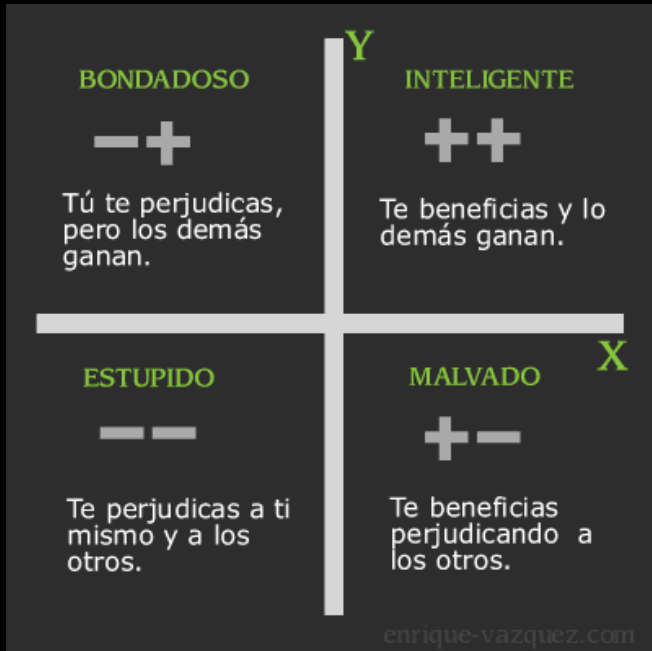 Y
BONDADOSO
−+
Tú te perjudicas,
pero los demás
ganan.
INTELIGENTE
++
Te beneficias y lo
demás ganan.
X
ESTUPIDO
−−
Te perjudicas a ti
mismo y a los
otros.
MALVADO
+−
Te beneficias
perjudicando a
los otros.
enrique-vazquez.com